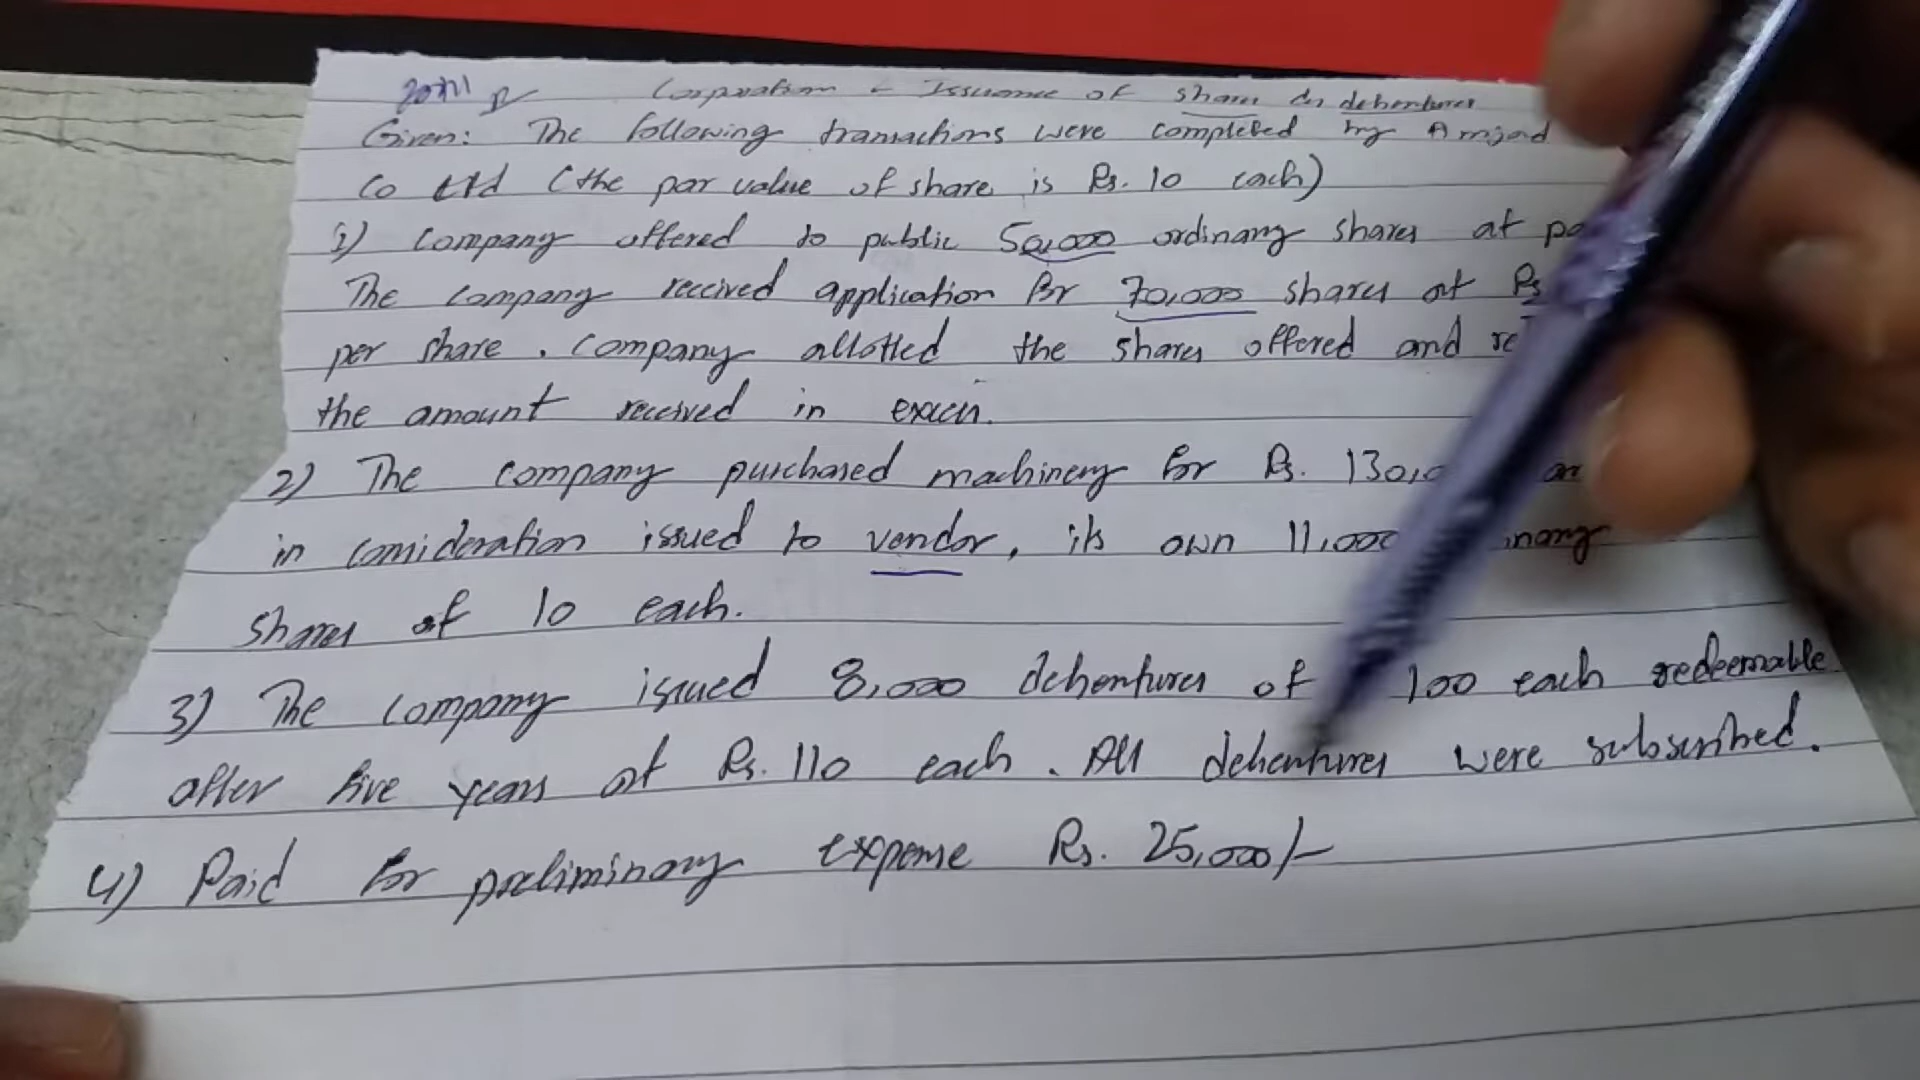 Corporation - Issuance of share & debentures
Given: The following transactions were completed by Amjad
Co Ltd (the par value of share is Rs. 10 each)
1) Company offered to public 50,000 ordinary shares at
The company received application for 70,000 shares at Rs
per share. Company allotted the shares offered and
the amount received in excess.
2) The company purchased machinery for Rs.
in consideration issued to vendor, its own 11,000
shares of 10 each.
3) The company issued 8,000 debentures of 100 each redeemable
after five years at Rs. 110 each. All debentures were subscribed.
4) Paid for preliminary expense Rs. 25,000/-